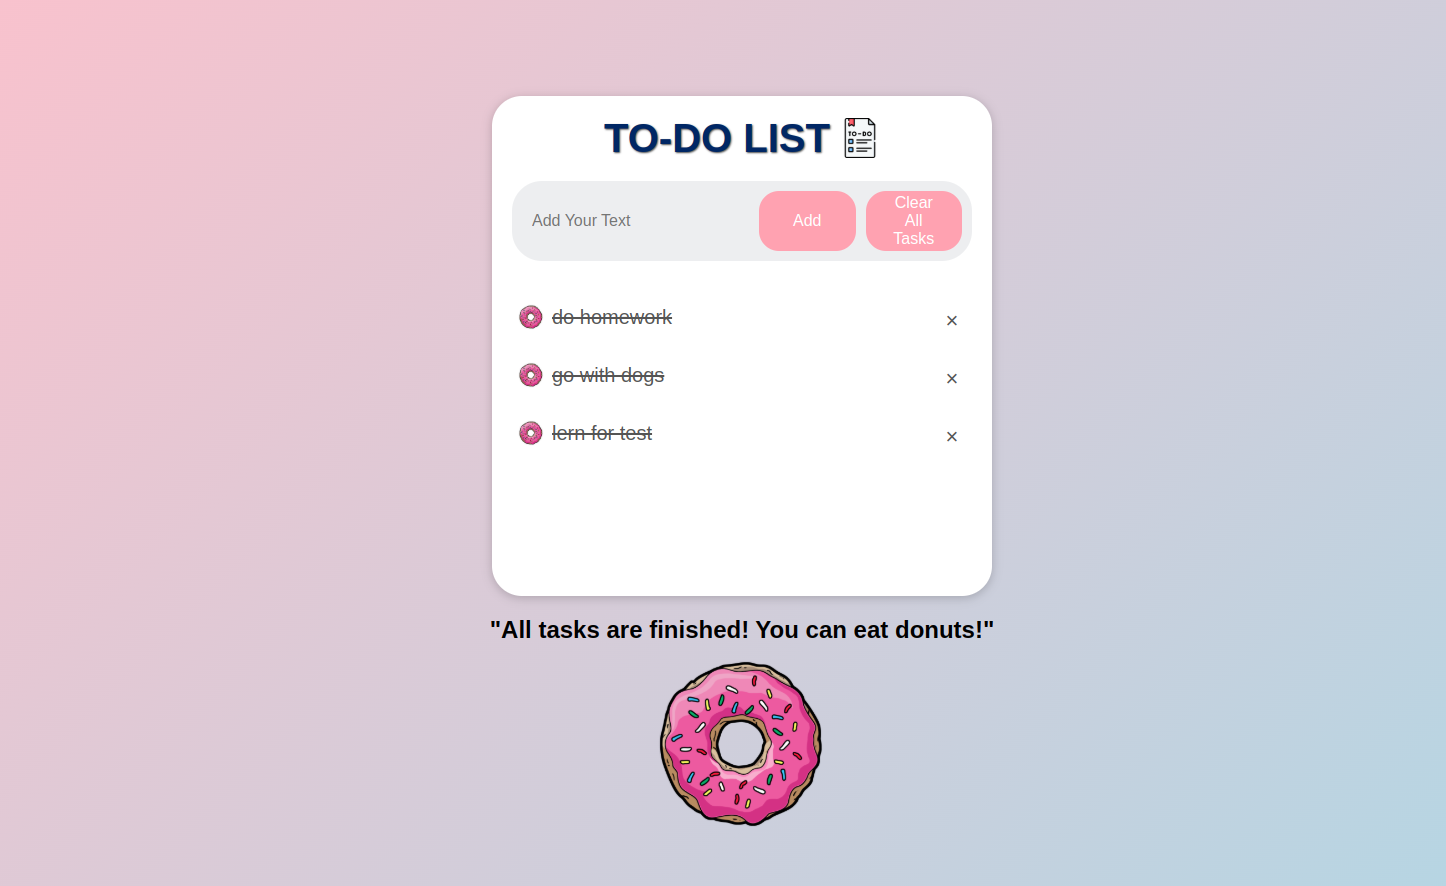 TO-DO LIST
TO-DO
Add Your Text
Add
Clear
All
Tasks
do homework
×
go with dogs
×
lern for test
×
"All tasks are finished! You can eat donuts!"